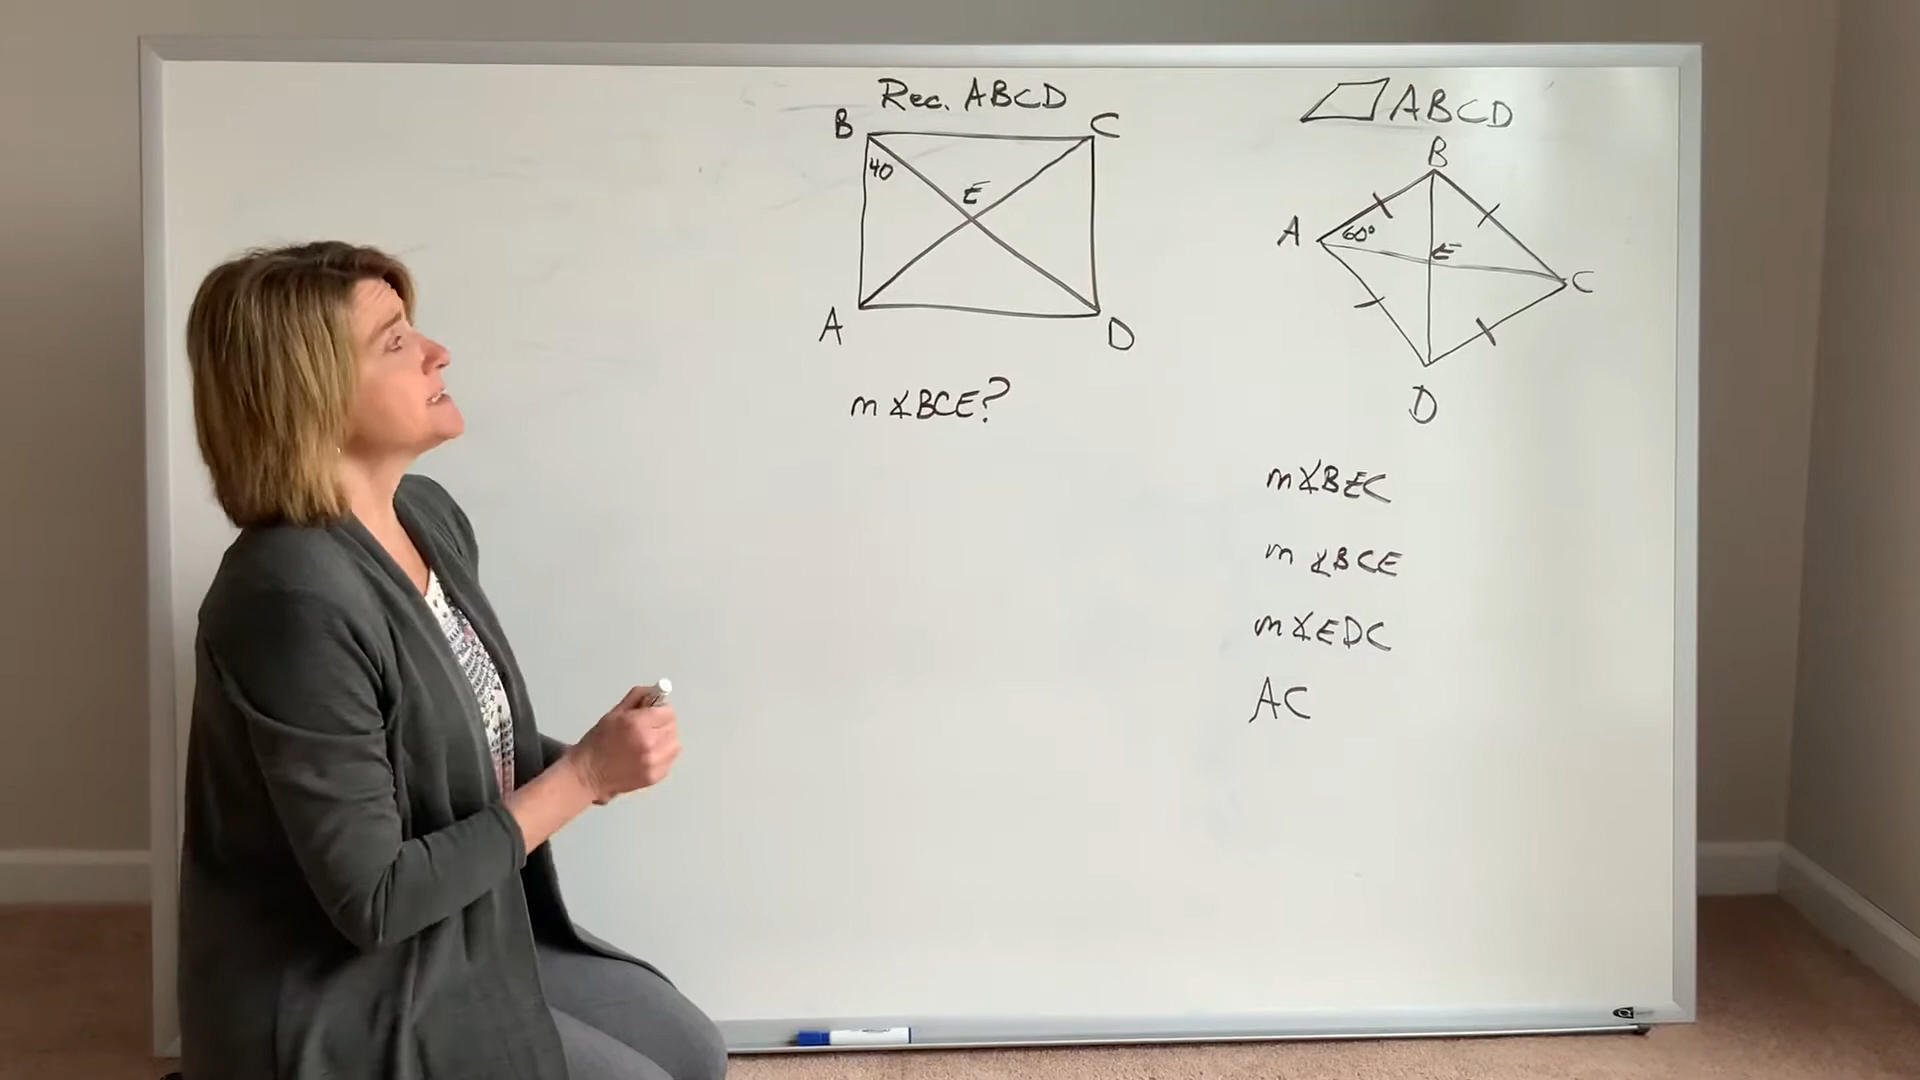 Rec. ABCD
B
C
40
E
A
D
m∡BCE?
▱ABCD
B
A
60°
E
C
D
m∡BEC
m∡BCE
m∡EDC
AC